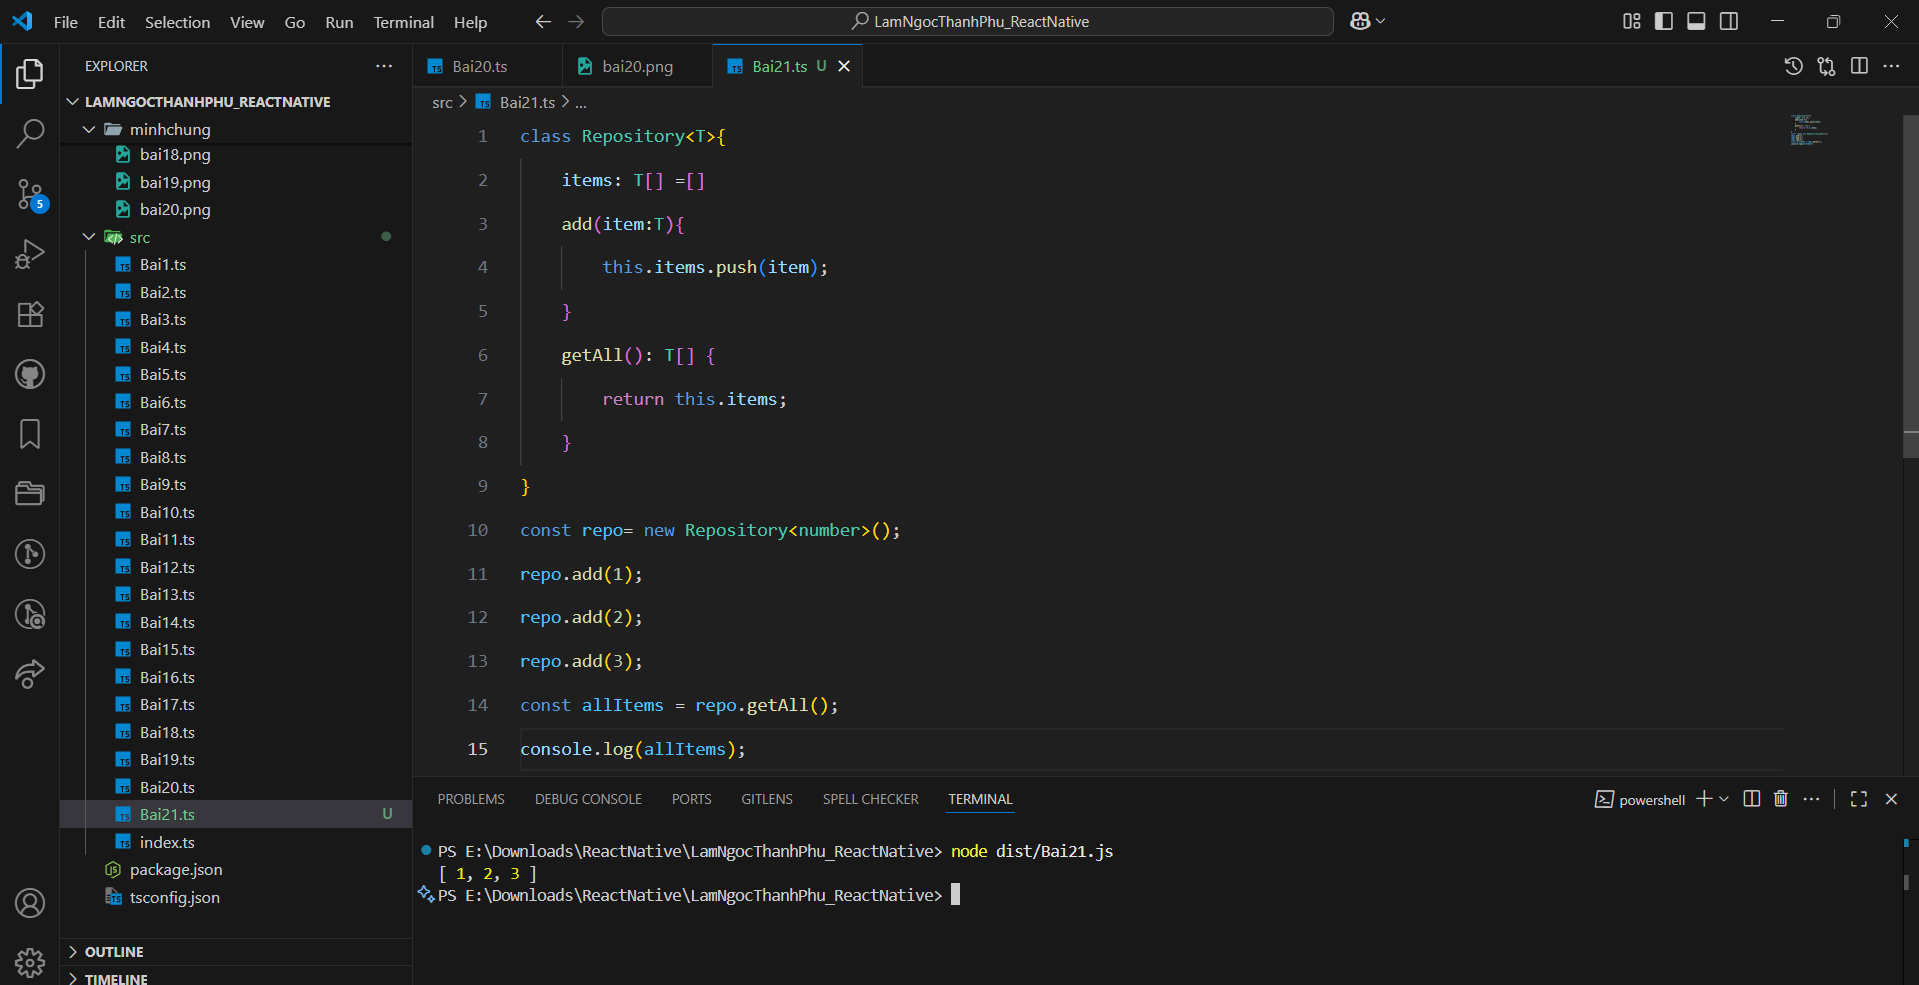 File Edit Selection View Go Run Terminal Help
LamNgocThanhPhu_ReactNative
EXPLORER
LAMNGOCTHANHPHU_REACTNATIVE
minhchung
bai18.png
bai19.png
bai20.png
src
Bai1.ts
Bai2.ts
Bai3.ts
Bai4.ts
Bai5.ts
Bai6.ts
Bai7.ts
Bai8.ts
Bai9.ts
Bai10.ts
Bai11.ts
Bai12.ts
Bai13.ts
Bai14.ts
Bai15.ts
Bai16.ts
Bai17.ts
Bai18.ts
Bai19.ts
Bai20.ts
Bai21.ts U
index.ts
package.json
tsconfig.json
OUTLINE
TIMELINE
5
Bai20.ts bai20.png Bai21.ts U
src > Bai21.ts > ...
1 class Repository<T>{
2 items: T[] =[]
3 add(item:T){
4 this.items.push(item);
5 }
6 getAll(): T[] {
7 return this.items;
8 }
9 }
10 const repo= new Repository<number>();
11 repo.add(1);
12 repo.add(2);
13 repo.add(3);
14 const allItems = repo.getAll();
15 console.log(allItems);
PROBLEMS DEBUG CONSOLE PORTS GITLENS SPELL CHECKER TERMINAL
powershell
PS E:\Downloads\ReactNative\LamNgocThanhPhu_ReactNative> node dist/Bai21.js
[ 1, 2, 3 ]
PS E:\Downloads\ReactNative\LamNgocThanhPhu_ReactNative>